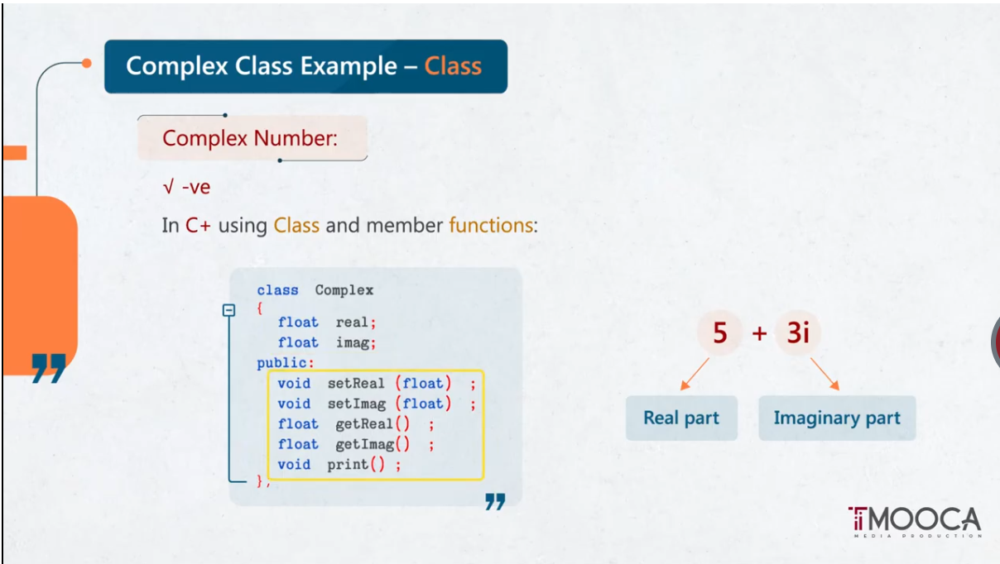 Complex Class Example – Class
Complex Number:
√ -ve
In C+ using Class and member functions:
class Complex
{
float real;
float imag;
public:
void setReal (float) ;
void setImag (float) ;
float getReal() ;
float getImag() ;
void print() ;
};
5 + 3i
Real part
Imaginary part
TMOOCA
MEDIA PRODUCTION